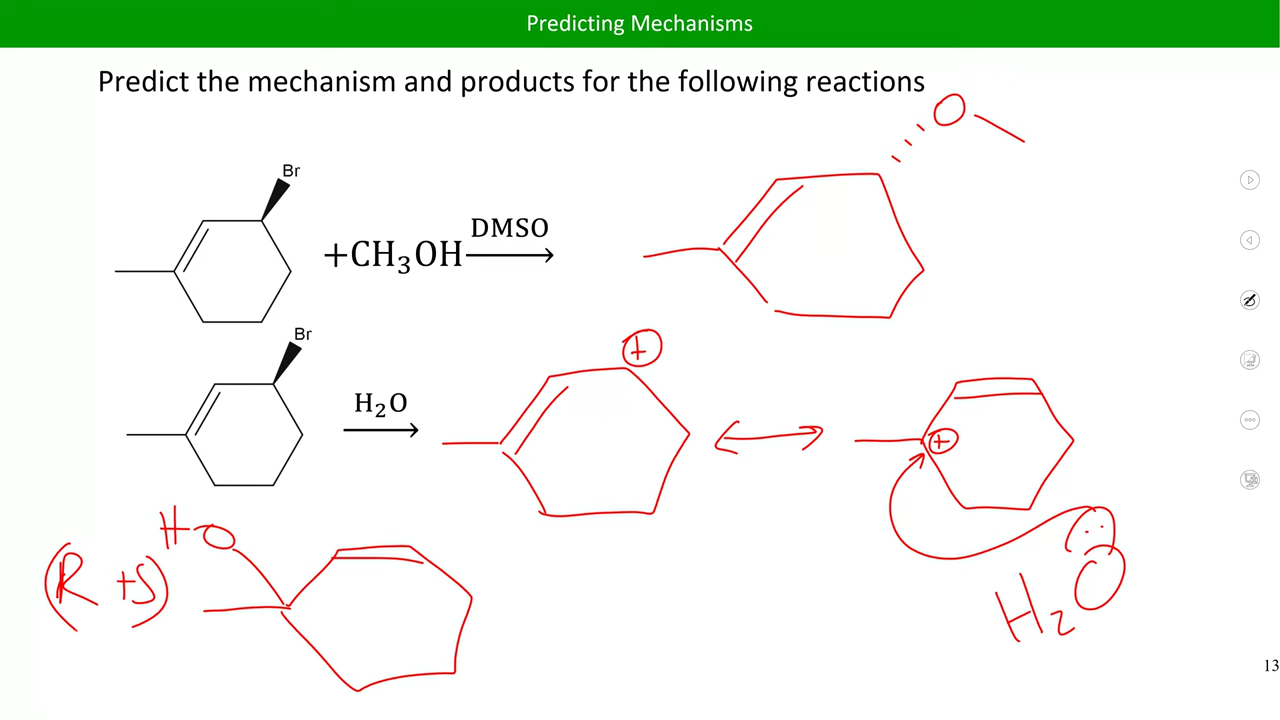 Predicting Mechanisms
Predict the mechanism and products for the following reactions
O
Br
+CH₃OH
DMSO
Br
H₂O
+
+
(R +S)
HO
H₂O
13